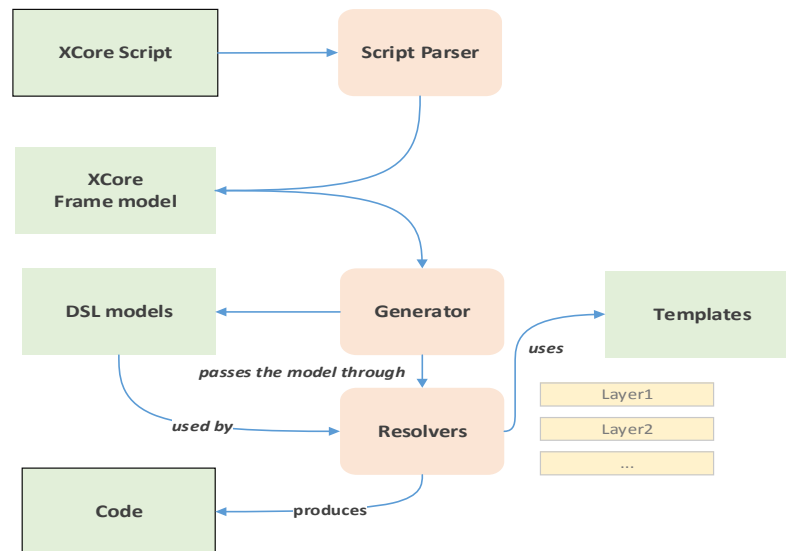 XCore Script
Script Parser
XCore
Frame model
DSL models
Generator
Templates
uses
passes the model through
Layer1
used by
Resolvers
Layer2
...
Code
produces